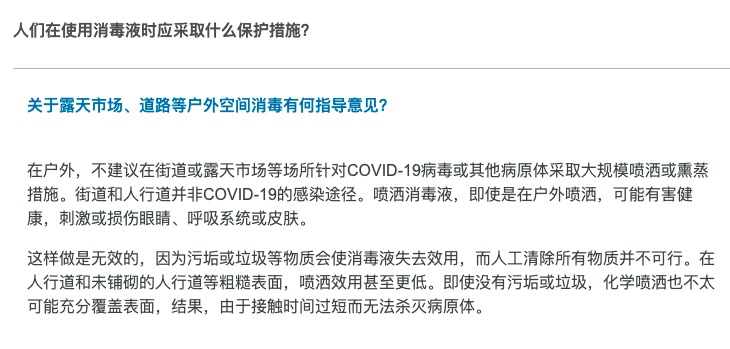 人们在使用消毒液时应采取什么保护措施？
关于露天市场、道路等户外空间消毒有何指导意见？
在户外，不建议在街道或露天市场等场所针对COVID-19病毒或其他病原体采取大规模喷洒或熏蒸
措施。街道和人行道并非COVID-19的感染途径。喷洒消毒液，即使是在户外喷洒，可能有害健
康，刺激或损伤眼睛、呼吸系统或皮肤。
这样做是无效的，因为污垢或垃圾等物质会使消毒液失去效用，而人工清除所有物质并不可行。在
人行道和未铺砌的人行道等粗糙表面，喷洒效用甚至更低。即使没有污垢或垃圾，化学喷洒也不太
可能充分覆盖表面，结果，由于接触时间过短而无法杀灭病原体。